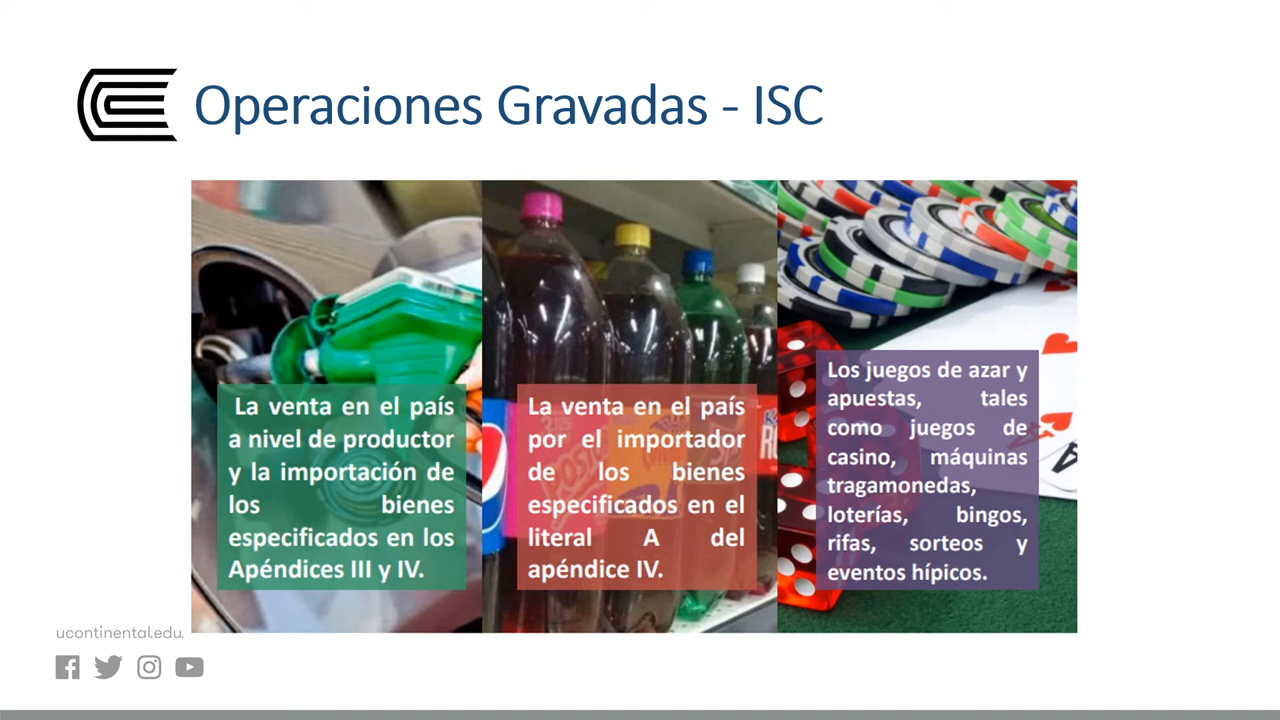 Operaciones Gravadas - ISC
La venta en el país
a nivel de productor
y la importación de
los bienes
especificados en los
Apéndices III y IV.
La venta en el país
por el importador
de los bienes
especificados en el
literal A del
apéndice IV.
Los juegos de azar y
apuestas, tales
como juegos de
casino, máquinas
tragamonedas,
loterías, bingos,
rifas, sorteos y
eventos hípicos.
ucontinental.edu.